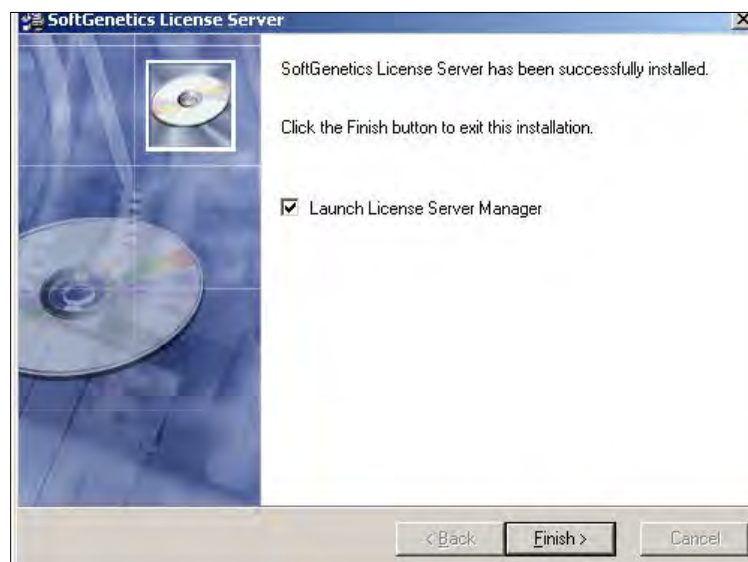 SoftGenetics License Server
SoftGenetics License Server has been successfully installed.
Click the Finish button to exit this installation.
Launch License Server Manager
< Back
Finish >
Cancel